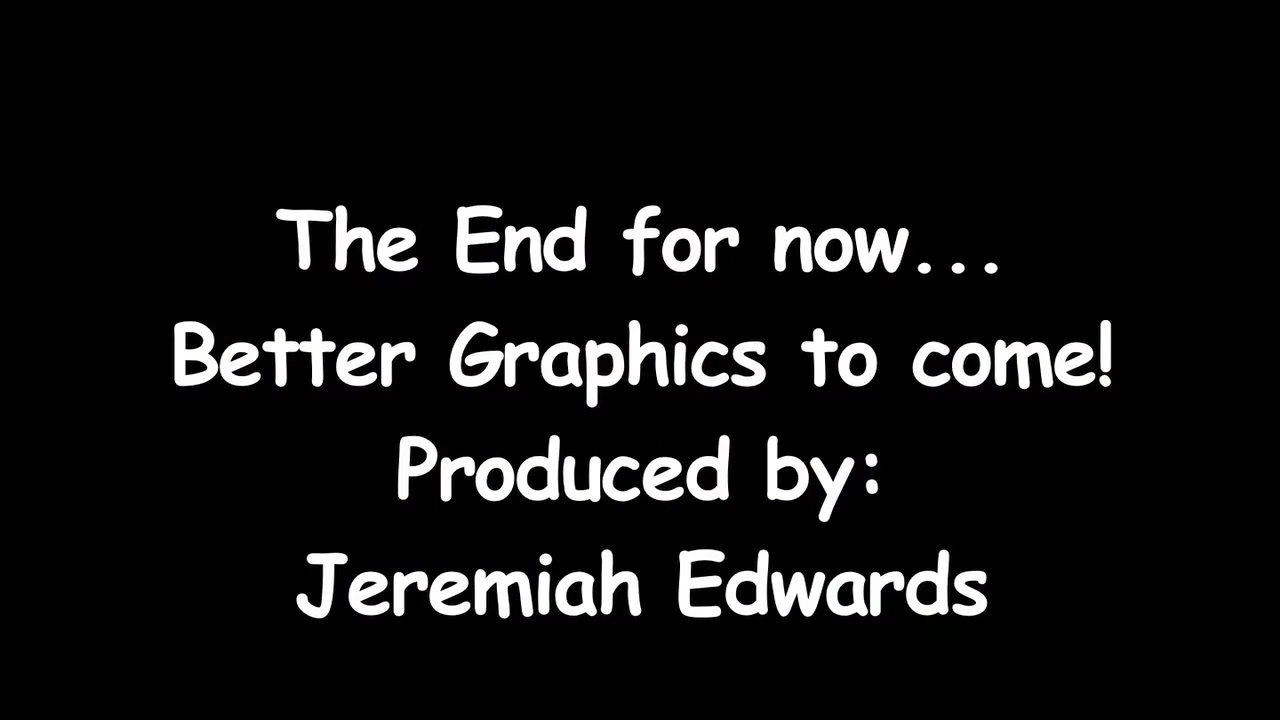 The End for now...
Better Graphics to come!
Produced by:
Jeremiah Edwards